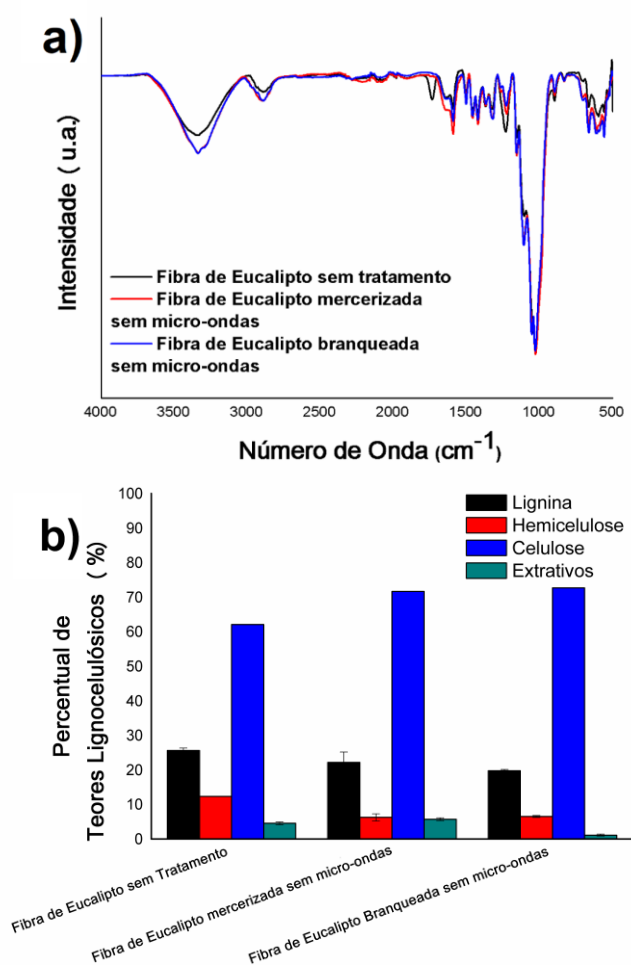 a)
Intensidade ( u.a.)
Fibra de Eucalipto sem tratamento
Fibra de Eucalipto mercerizada
sem micro-ondas
Fibra de Eucalipto branqueada
sem micro-ondas
4000 3500 3000 2500 2000 1500 1000 500
Número de Onda (cm⁻¹)
b)
Percentual de
Teores Lignocelulósicos ( %)
100
90
80
70
60
50
40
30
20
10
0
Lignina
Hemicelulose
Celulose
Extrativos
Fibra de Eucalipto sem Tratamento
Fibra de Eucalipto mercerizada sem micro-ondas
Fibra de Eucalipto Branqueada sem micro-ondas